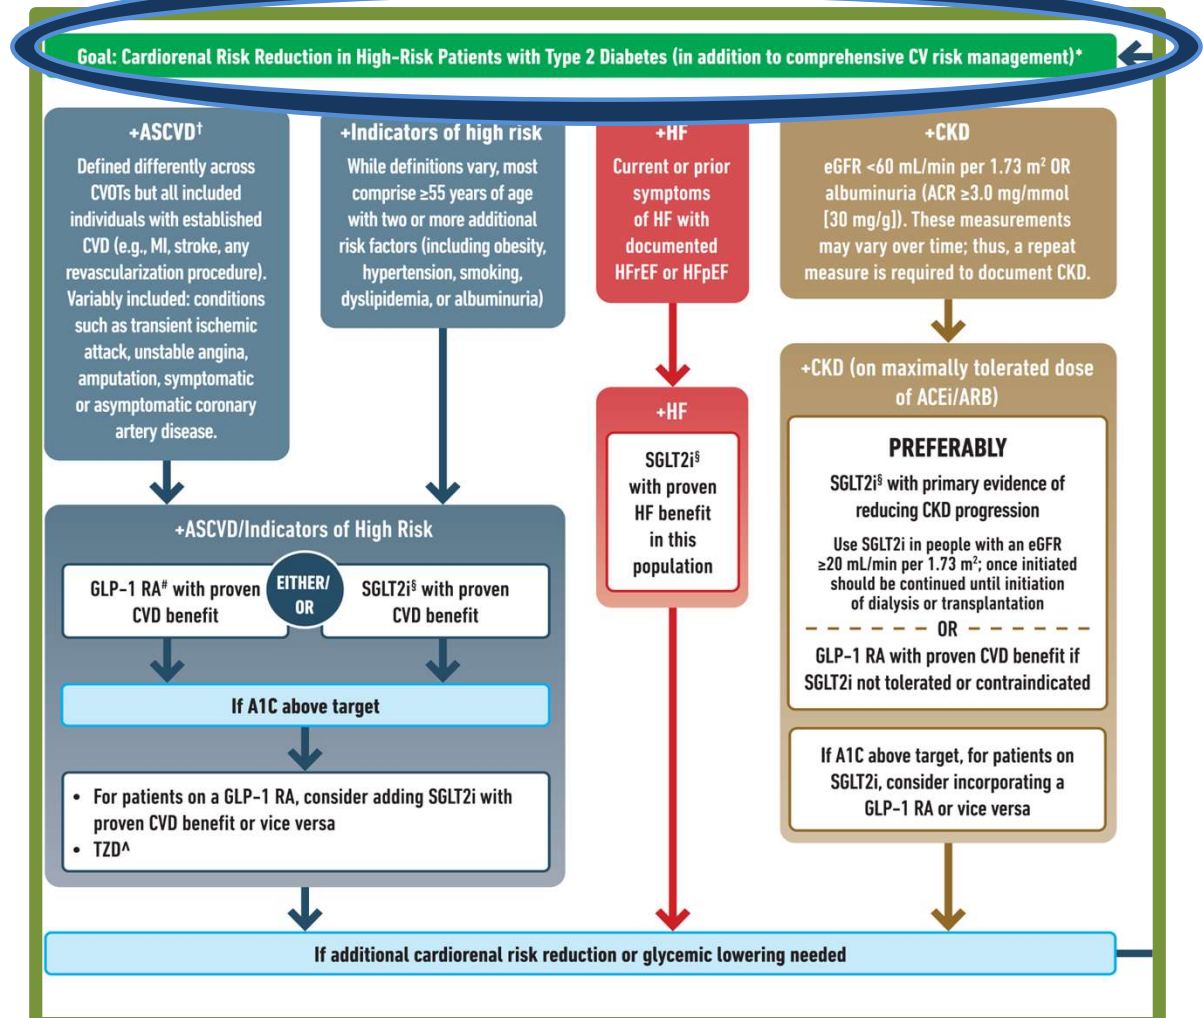 Goal: Cardiorenal Risk Reduction in High-Risk Patients with Type 2 Diabetes (in addition to comprehensive CV risk management)*
+ASCVD†
Defined differently across
CVOTs but all included
individuals with established
CVD (e.g., MI, stroke, any
revascularization procedure).
Variably included: conditions
such as transient ischemic
attack, unstable angina,
amputation, symptomatic
or asymptomatic coronary
artery disease.
+Indicators of high risk
While definitions vary, most
comprise ≥55 years of age
with two or more additional
risk factors (including obesity,
hypertension, smoking,
dyslipidemia, or albuminuria)
+HF
Current or prior
symptoms
of HF with
documented
HFrEF or HFpEF
+CKD
eGFR <60 mL/min per 1.73 m² OR
albuminuria (ACR ≥3.0 mg/mmol
[30 mg/g]). These measurements
may vary over time; thus, a repeat
measure is required to document CKD.
+ASCVD/Indicators of High Risk
GLP-1 RA# with proven
CVD benefit
EITHER/
OR
SGLT2i§ with proven
CVD benefit
If A1C above target
• For patients on a GLP-1 RA, consider adding SGLT2i with
proven CVD benefit or vice versa
• TZD^
+HF
SGLT2i§
with proven
HF benefit
in this
population
+CKD (on maximally tolerated dose
of ACEi/ARB)
PREFERABLY
SGLT2i§ with primary evidence of
reducing CKD progression
Use SGLT2i in people with an eGFR
≥20 mL/min per 1.73 m²; once initiated
should be continued until initiation
of dialysis or transplantation
OR
GLP-1 RA with proven CVD benefit if
SGLT2i not tolerated or contraindicated
If A1C above target, for patients on
SGLT2i, consider incorporating a
GLP-1 RA or vice versa
If additional cardiorenal risk reduction or glycemic lowering needed